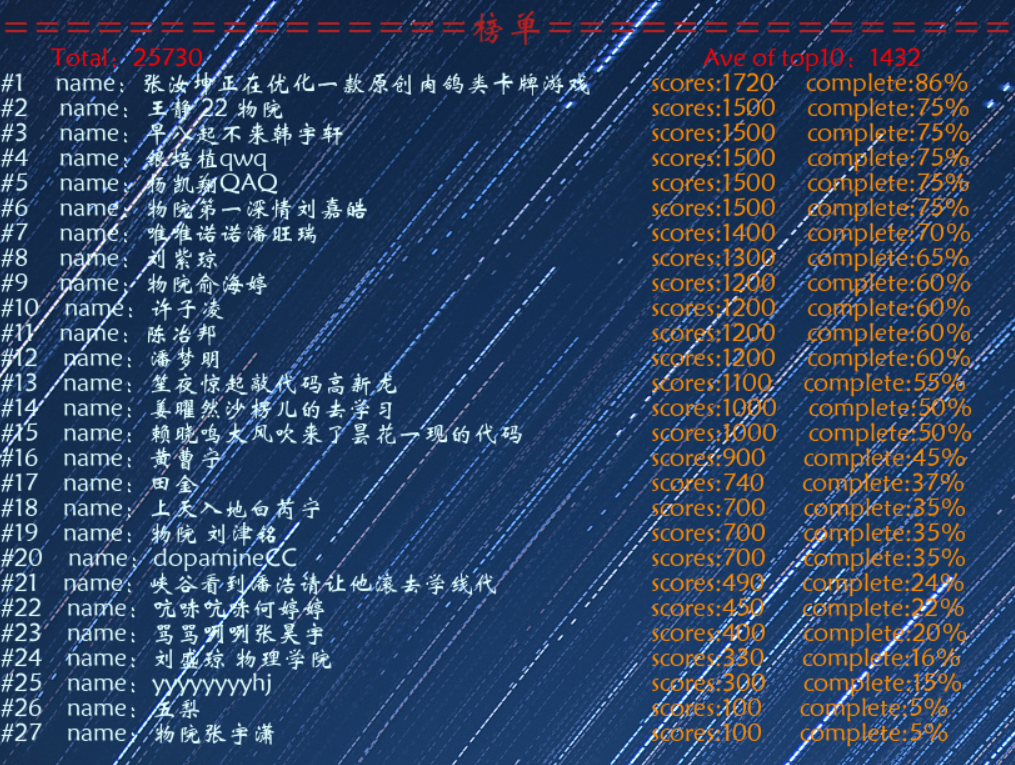 ====================榜单====================
Total：25730 Ave of top10：1432
#1 name：张汝坤正在优化一款原创肉鸽类卡牌游戏 scores:1720 complete:86%
#2 name：王静 22 物院 scores:1500 complete:75%
#3 name：早八起不来韩宇轩 scores:1500 complete:75%
#4 name：银培植qwq scores:1500 complete:75%
#5 name：杨凯翔QAQ scores:1500 complete:75%
#6 name：物院第一深情刘嘉皓 scores:1500 complete:75%
#7 name：唯唯诺诺潘旺瑞 scores:1400 complete:70%
#8 name：刘紫琼 scores:1300 complete:65%
#9 name：物院俞海婷 scores:1200 complete:60%
#10 name：许子凌 scores:1200 complete:60%
#11 name：陈冶邦 scores:1200 complete:60%
#12 name：潘梦明 scores:1200 complete:60%
#13 name：笙夜惊起敲代码高新龙 scores:1100 complete:55%
#14 name：姜曜然沙楞儿的去学习 scores:1000 complete:50%
#15 name：赖晓鸣大风吹来了昙花一现的代码 scores:1000 complete:50%
#16 name：黄曹宁 scores:900 complete:45%
#17 name：田金 scores:740 complete:37%
#18 name：上天入地白芮宁 scores:700 complete:35%
#19 name：物院 刘津铭 scores:700 complete:35%
#20 name：dopamineCC scores:700 complete:35%
#21 name：峡谷看到潘浩请让他滚去学线代 scores:490 complete:24%
#22 name：吭哧吭哧何婷婷 scores:450 complete:22%
#23 name：骂骂咧咧张昊宇 scores:400 complete:20%
#24 name：刘盛琼 物理学院 scores:330 complete:16%
#25 name：yyyyyyyyhj scores:300 complete:15%
#26 name：五梨 scores:100 complete:5%
#27 name：物院张宇潇 scores:100 complete:5%